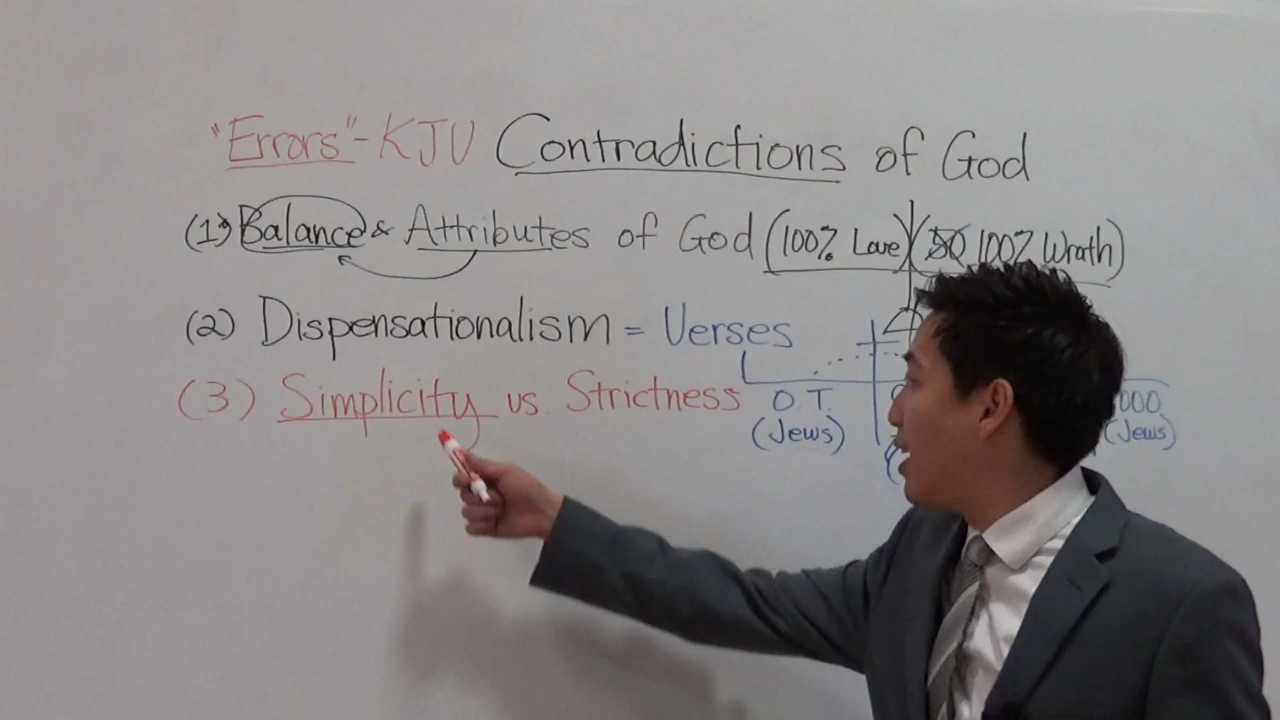 "Errors"-KJV Contradictions of God
(1) Balance & Attributes of God (100% Love) (50 100% Wrath)
(2) Dispensationalism = Verses
(3) Simplicity vs. Strictness
O.T. 000
(Jews) (Jews)